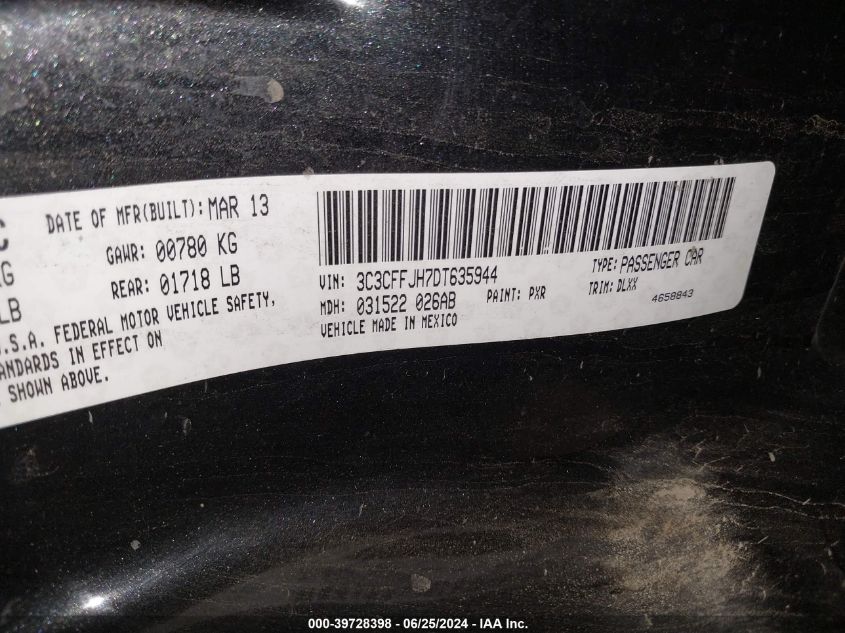 C
DATE OF MFR(BUILT): MAR 13
KG GAWR: 00780 KG
LB REAR: 01718 LB
U.S.A. FEDERAL MOTOR VEHICLE SAFETY,
ANDARDS IN EFFECT ON
SHOWN ABOVE.
VIN: 3C3CFFJH7DT635944 TYPE: PASSENGER CAR
MDH: 031522 026AB PAINT: PXR TRIM: DLXX
VEHICLE MADE IN MEXICO 4658843
000-39728398 - 06/25/2024 - IAA Inc.